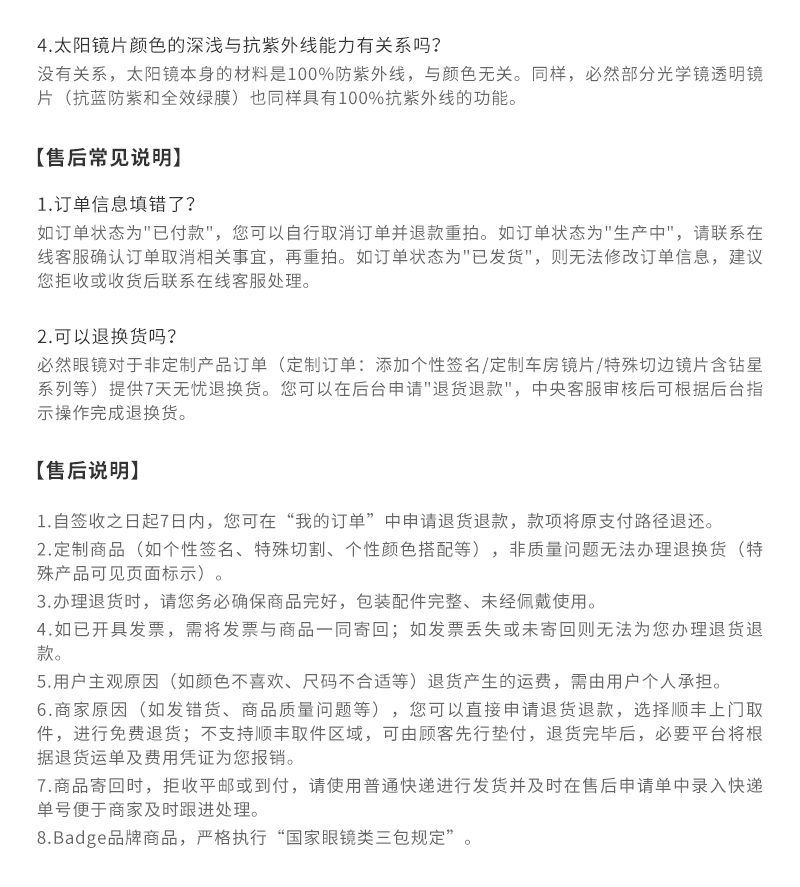 4.太阳镜片颜色的深浅与抗紫外线能力有关系吗？
没有关系，太阳镜本身的材料是100%防紫外线，与颜色无关。同样，必然部分光学镜透明镜
片（抗蓝防紫和全效绿膜）也同样具有100%抗紫外线的功能。
【售后常见说明】
1.订单信息填错了？
如订单状态为"已付款"，您可以自行取消订单并退款重拍。如订单状态为"生产中"，请联系在
线客服确认订单取消相关事宜，再重拍。如订单状态为"已发货"，则无法修改订单信息，建议
您拒收或收货后联系在线客服处理。
2.可以退换货吗？
必然眼镜对于非定制产品订单（定制订单：添加个性签名/定制车房镜片/特殊切边镜片含钻星
系列等）提供7天无忧退换货。您可以在后台申请"退货退款"，中央客服审核后可根据后台指
示操作完成退换货。
【售后说明】
1.自签收之日起7日内，您可在“我的订单”中申请退货退款，款项将原支付路径退还。
2.定制商品（如个性签名、特殊切割、个性颜色搭配等），非质量问题无法办理退换货（特
殊产品可见页面标示）。
3.办理退货时，请您务必确保商品完好，包装配件完整、未经佩戴使用。
4.如已开具发票，需将发票与商品一同寄回；如发票丢失或未寄回则无法为您办理退货退
款。
5.用户主观原因（如颜色不喜欢、尺码不合适等）退货产生的运费，需由用户个人承担。
6.商家原因（如发错货、商品质量问题等），您可以直接申请退货退款，选择顺丰上门取
件，进行免费退货；不支持顺丰取件区域，可由顾客先行垫付，退货完毕后，必要平台将根
据退货运单及费用凭证为您报销。
7.商品寄回时，拒收平邮或到付，请使用普通快递进行发货并及时在售后申请单中录入快递
单号便于商家及时跟进处理。
8.Badge品牌商品，严格执行“国家眼镜类三包规定”。